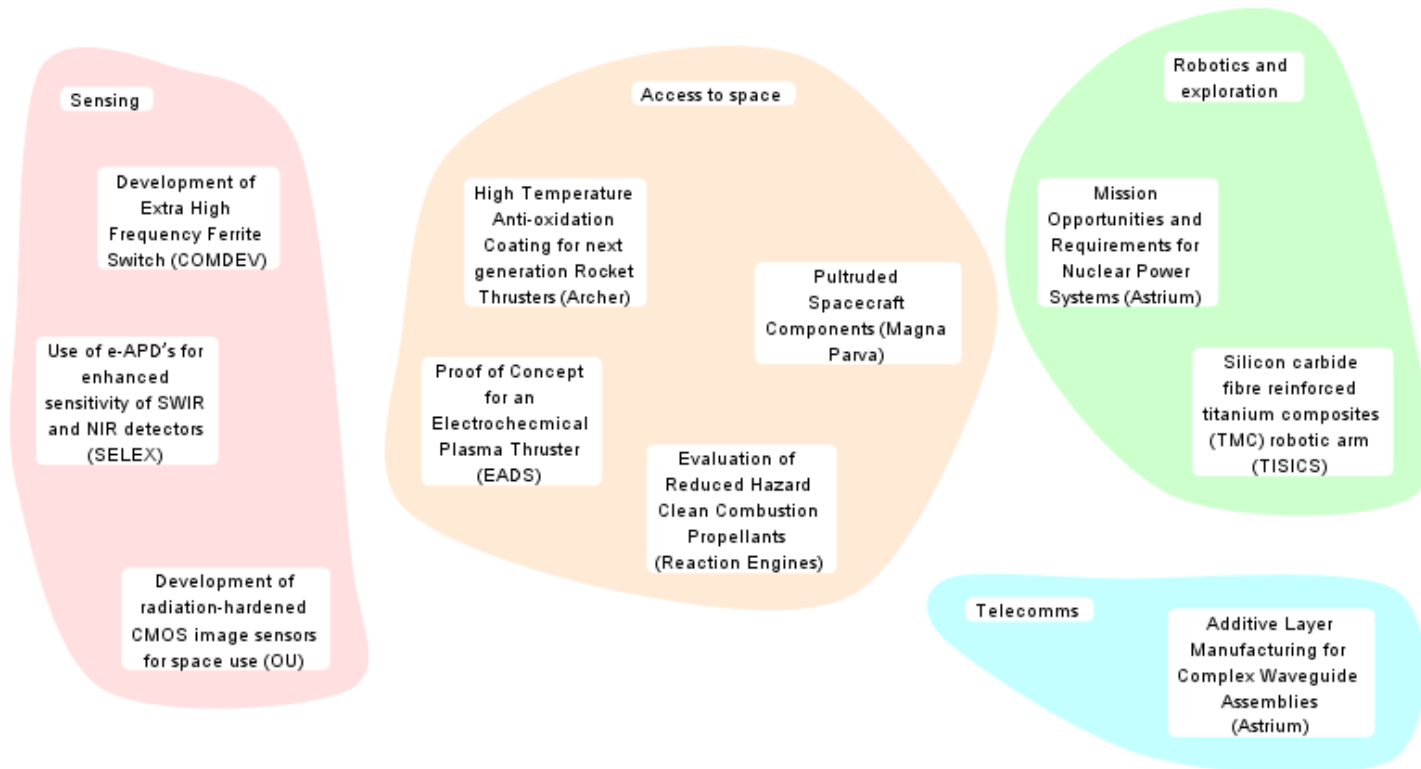 Sensing
Development of
Extra High
Frequency Ferrite
Switch (COMDEV)
Use of e-APD's for
enhanced
sensitivity of SWIR
and NIR detectors
(SELEX)
Development of
radiation-hardened
CMOS image sensors
for space use (OU)
Access to space
High Temperature
Anti-oxidation
Coating for next
generation Rocket
Thrusters (Archer)
Pultruded
Spacecraft
Components (Magna
Parva)
Proof of Concept
for an
Electrochecmical
Plasma Thruster
(EADS)
Evaluation of
Reduced Hazard
Clean Combustion
Propellants
(Reaction Engines)
Robotics and
exploration
Mission
Opportunities and
Requirements for
Nuclear Power
Systems (Astrium)
Silicon carbide
fibre reinforced
titanium composites
(TMC) robotic arm
(TISICS)
Telecomms
Additive Layer
Manufacturing for
Complex Waveguide
Assemblies
(Astrium)